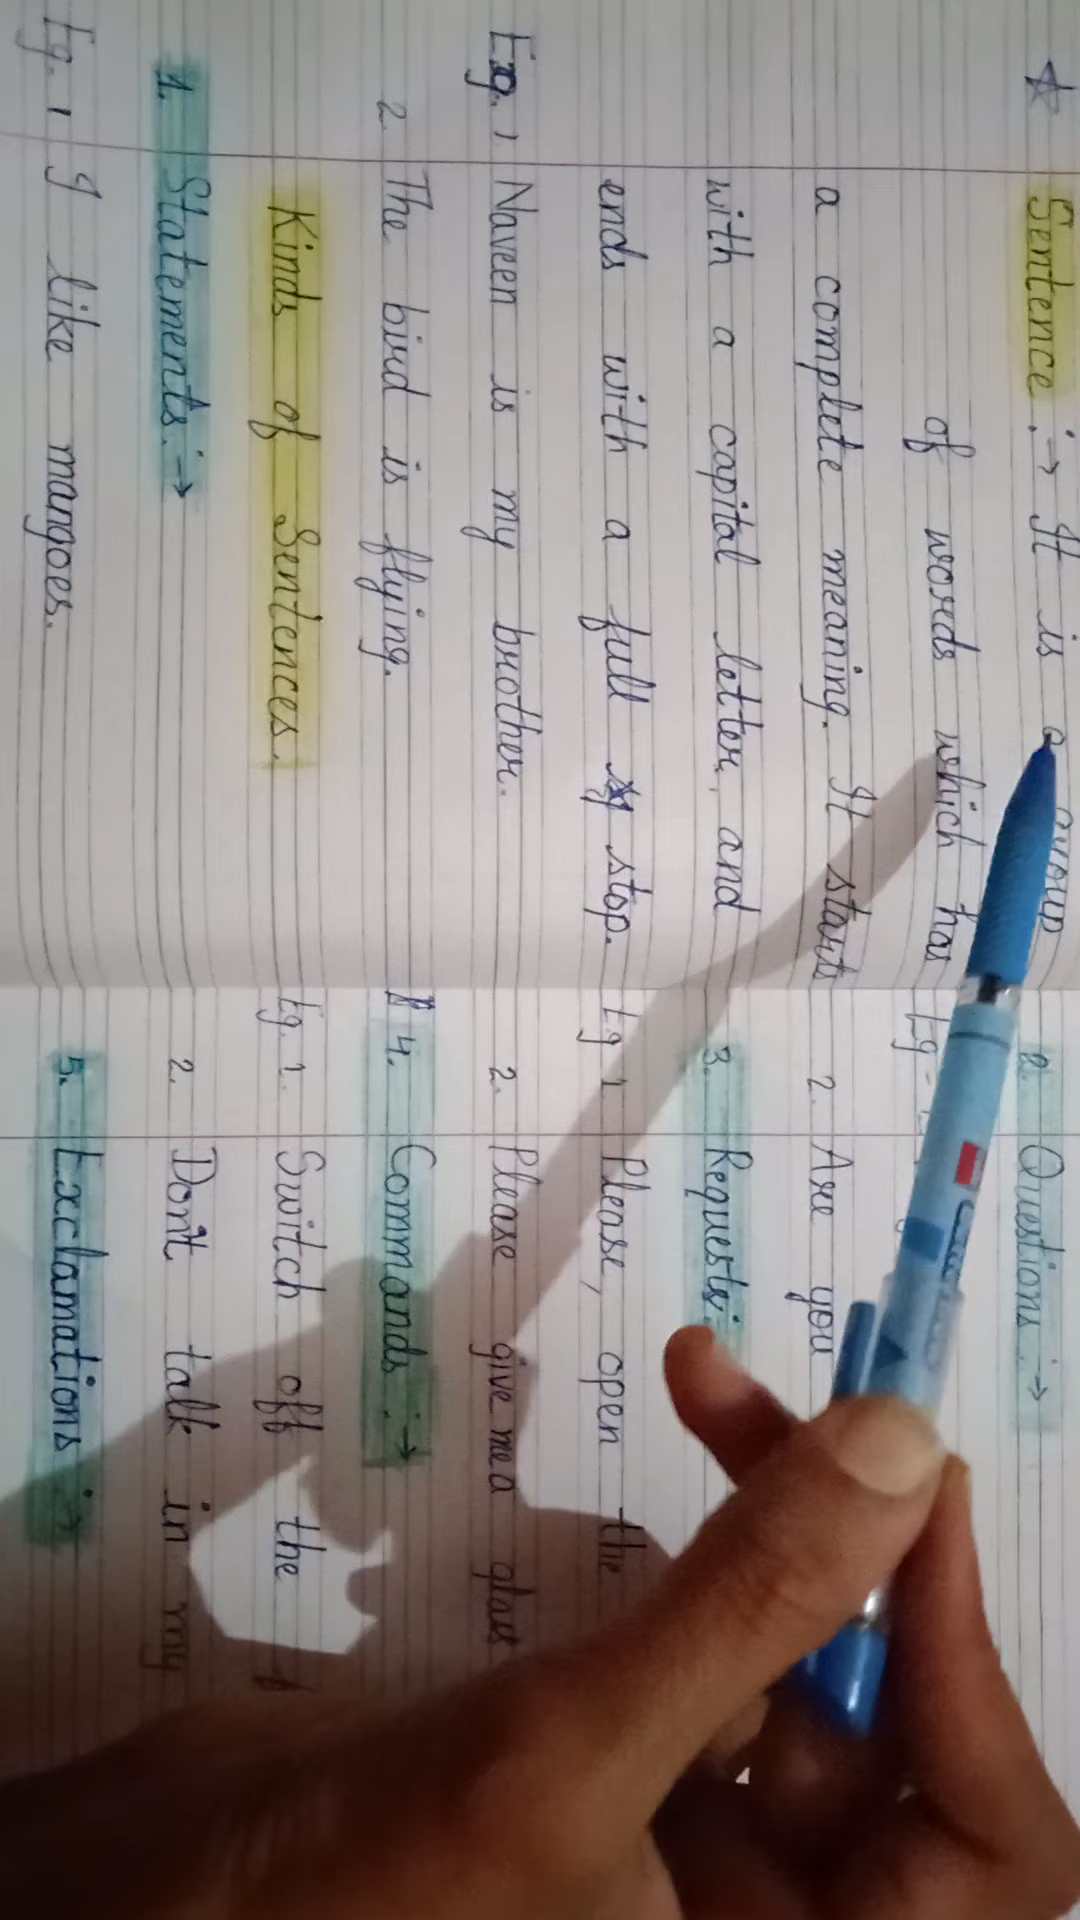 Sentence :→ It is a group
of words which has
a complete meaning. It starts
with a capital letter, and
ends with a full stop.
Eg. 1 Naveen is my brother.
2. The bird is flying.
Kinds of Sentences.
1. Statements :→
Eg. 1 I like mangoes.
2. Questions :→
Eg
2. Are you
3. Requests:
Eg 1 Please, open the
2. Please give me a glass
4. Commands :→
Eg. 1. Switch off the
2. Don't talk in my
5. Exclamations :→